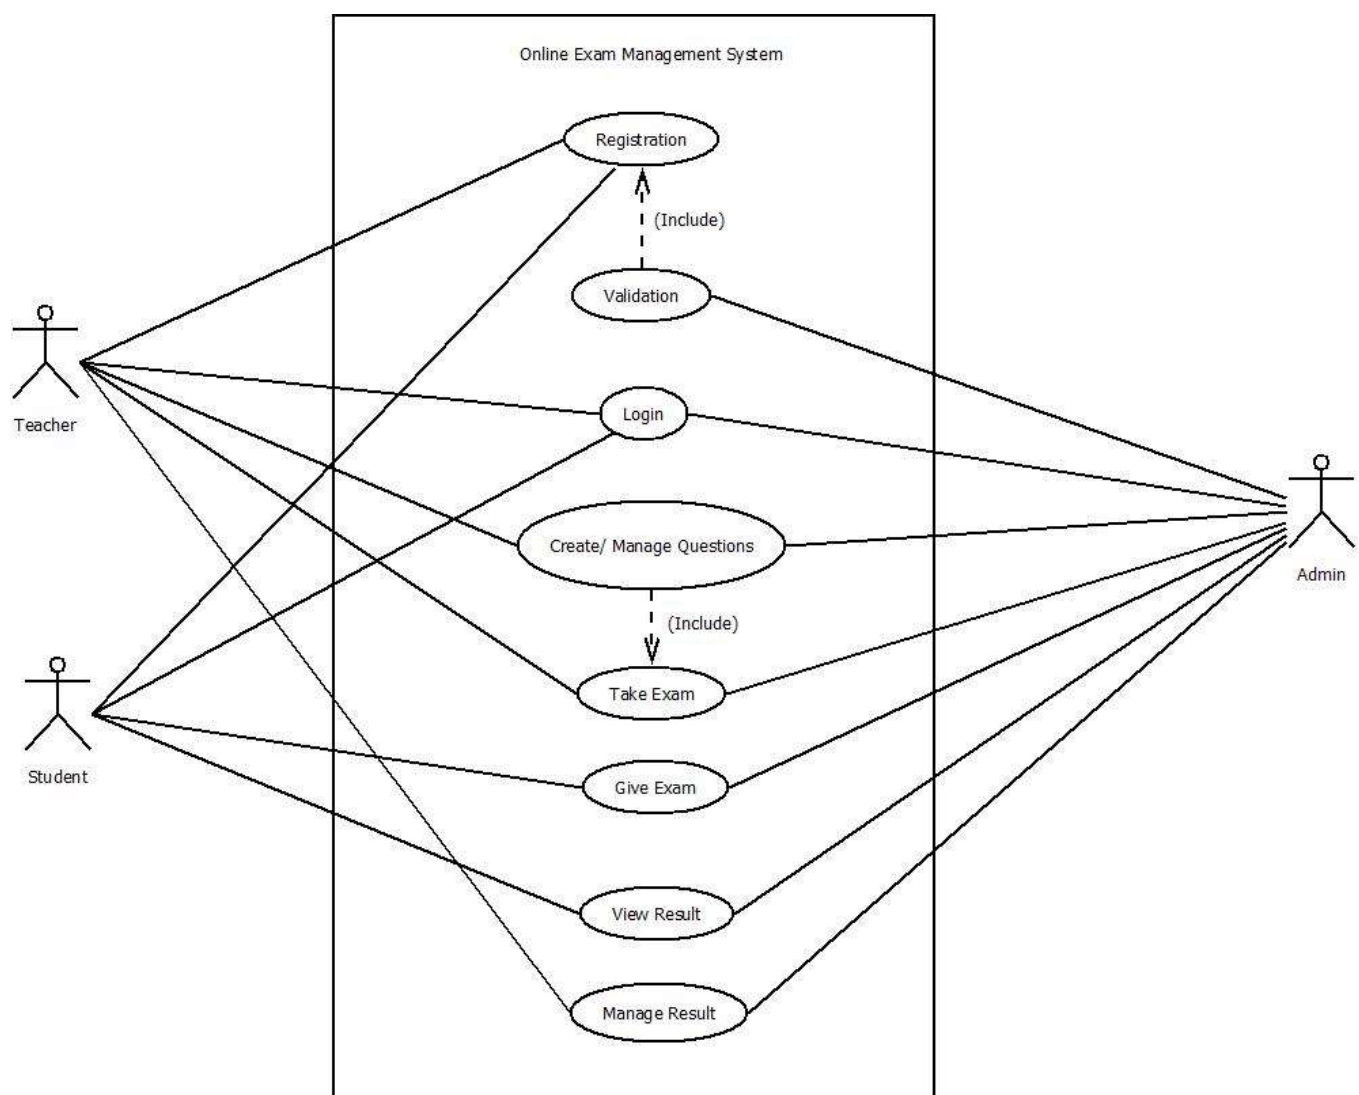 Online Exam Management System
Registration
(Include)
Validation
Teacher
Login
Create/ Manage Questions
Admin
(Include)
Take Exam
Student
Give Exam
View Result
Manage Result